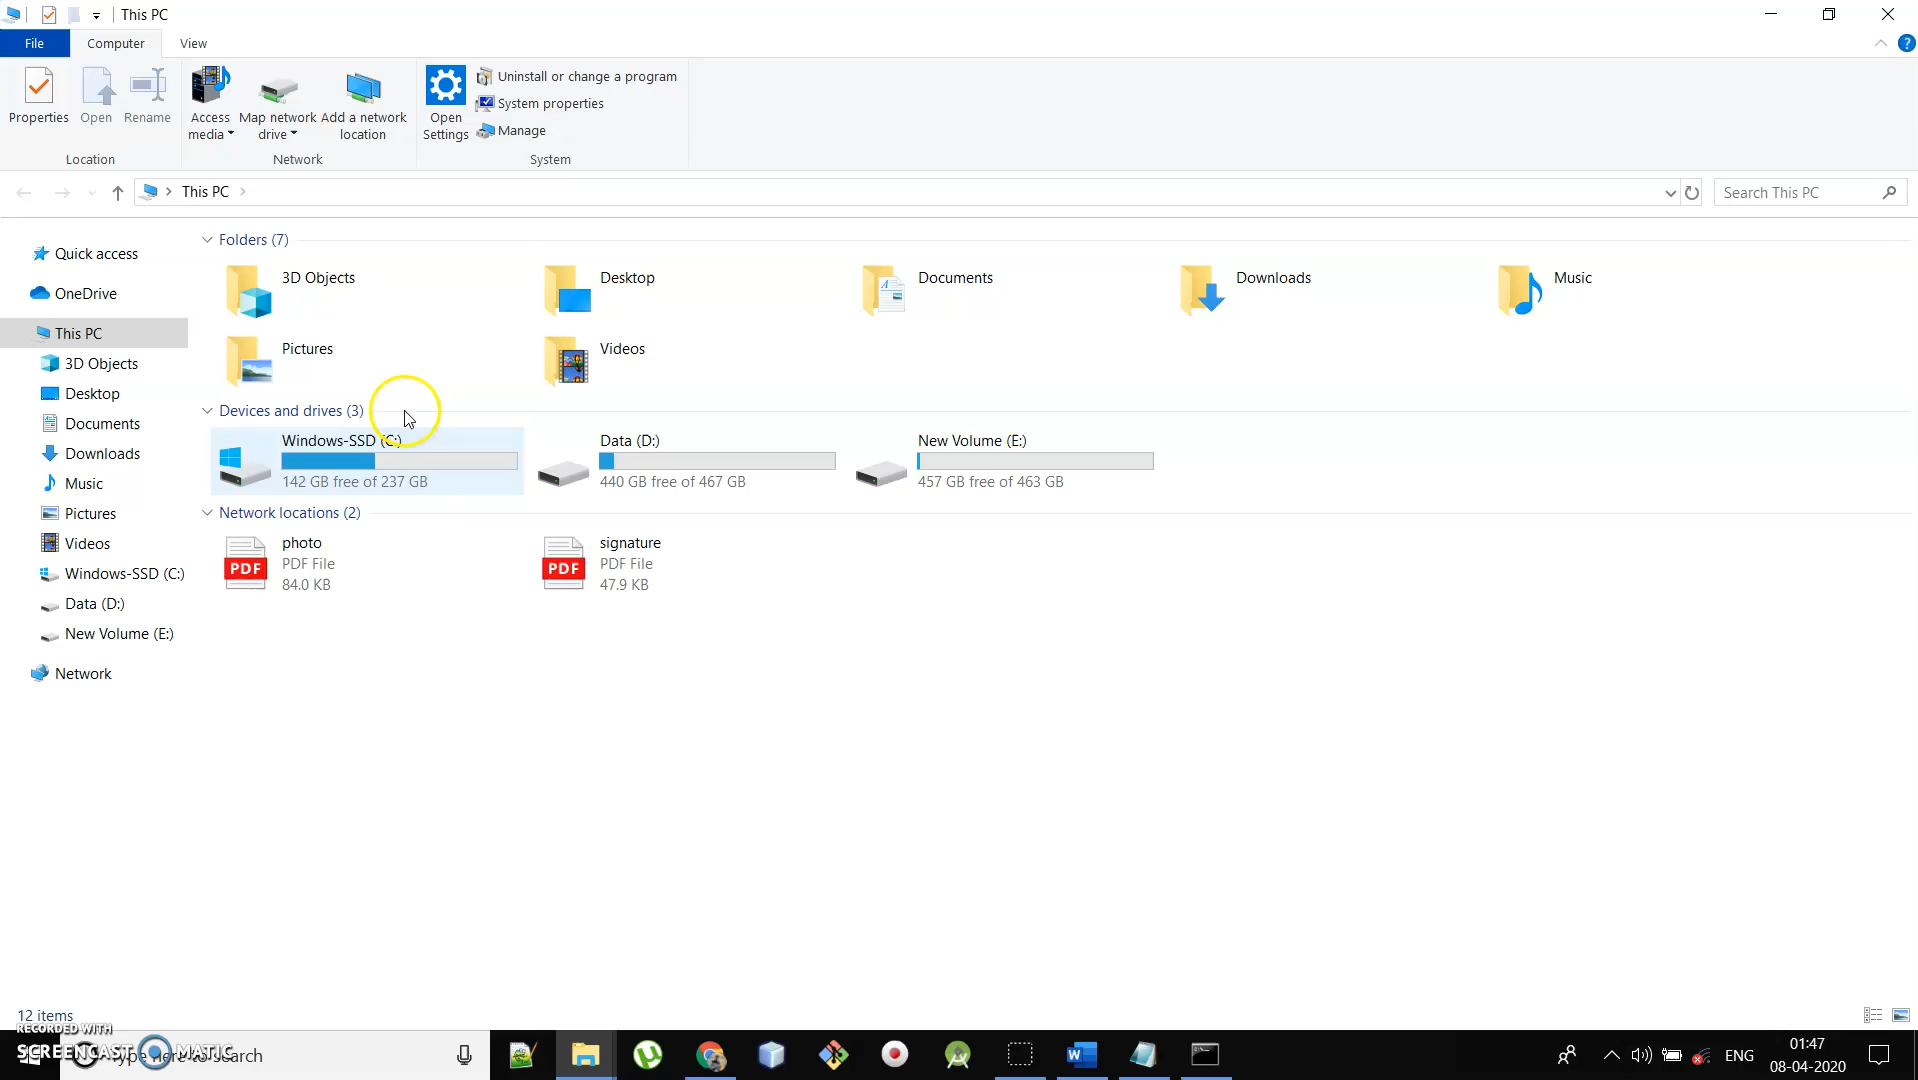 This PC
File
Computer
View
Properties
Open
Rename
Access
media
Map network
drive
Add a network
location
Open
Settings
Uninstall or change a program
System properties
Manage
Location
Network
System
This PC
Search This PC
Quick access
OneDrive
This PC
3D Objects
Desktop
Documents
Downloads
Music
Pictures
Videos
Windows-SSD (C:)
Data (D:)
New Volume (E:)
Network
Folders (7)
3D Objects
Desktop
Documents
Downloads
Music
Pictures
Videos
Devices and drives (3)
Windows-SSD (C:)
142 GB free of 237 GB
Data (D:)
440 GB free of 467 GB
New Volume (E:)
457 GB free of 463 GB
Network locations (2)
PDF
photo
PDF File
84.0 KB
PDF
signature
PDF File
47.9 KB
12 items
RECORDED WITH
SCREENCAST MATIC
Type here to search
ENG
01:47
08-04-2020